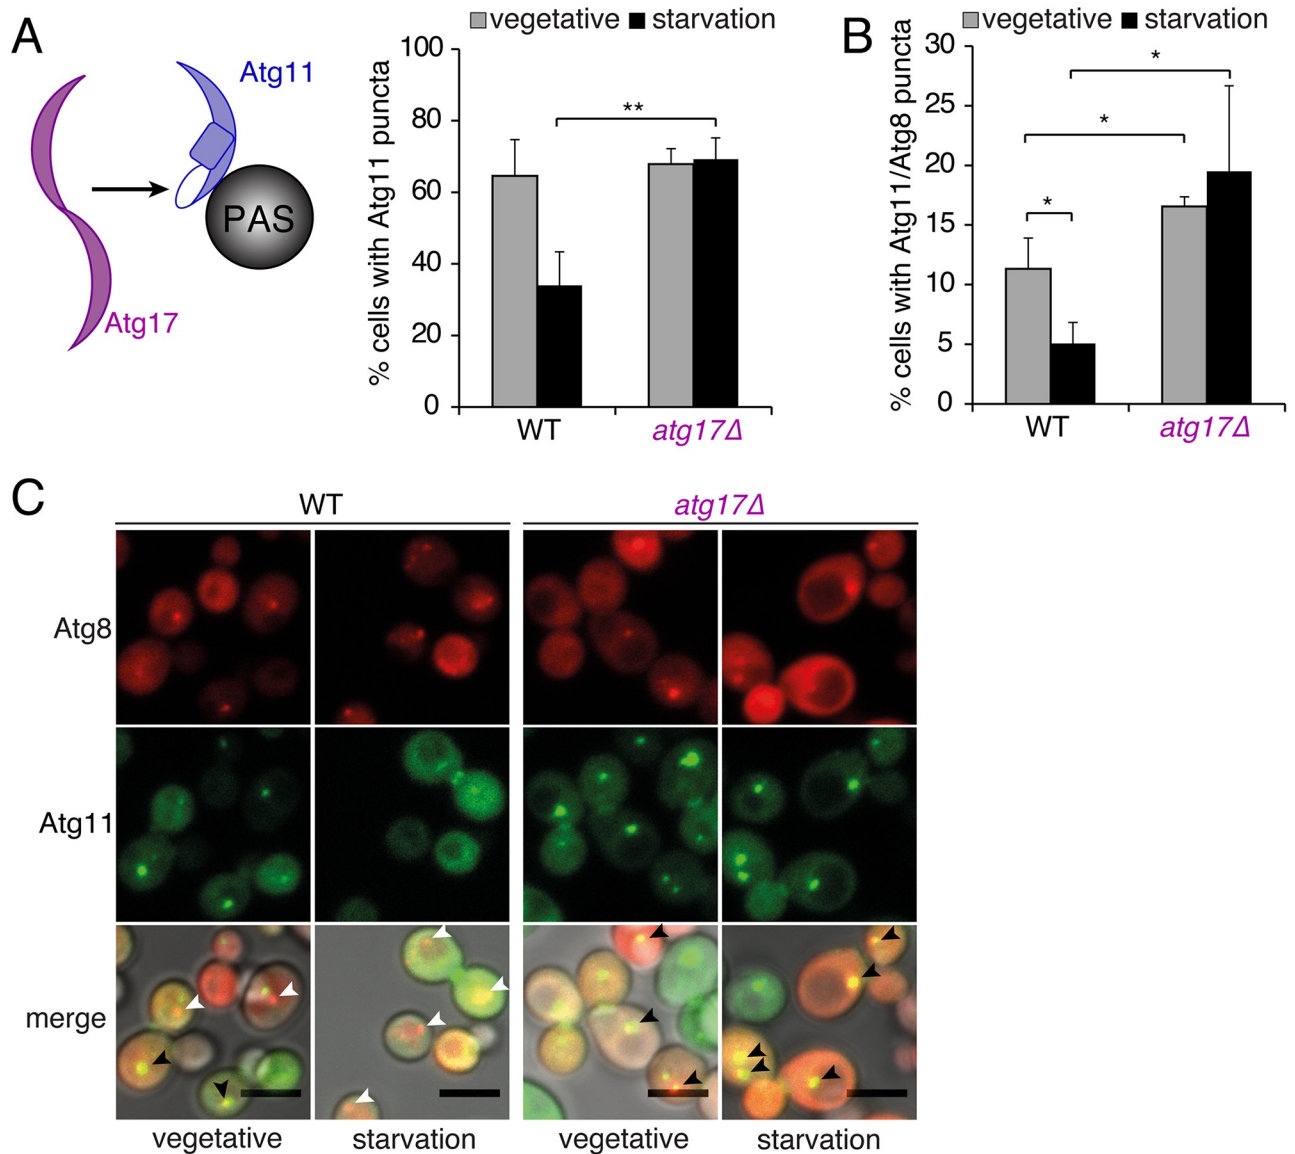 A
Atg11
PAS
Atg17
vegetative starvation
% cells with Atg11 puncta
100
80
60
40
20
0
**
WT
atg17Δ
B
vegetative starvation
% cells with Atg11/Atg8 puncta
30
25
20
15
10
5
0
*
*
*
WT
atg17Δ
C
WT
atg17Δ
Atg8
Atg11
merge
vegetative
starvation
vegetative
starvation